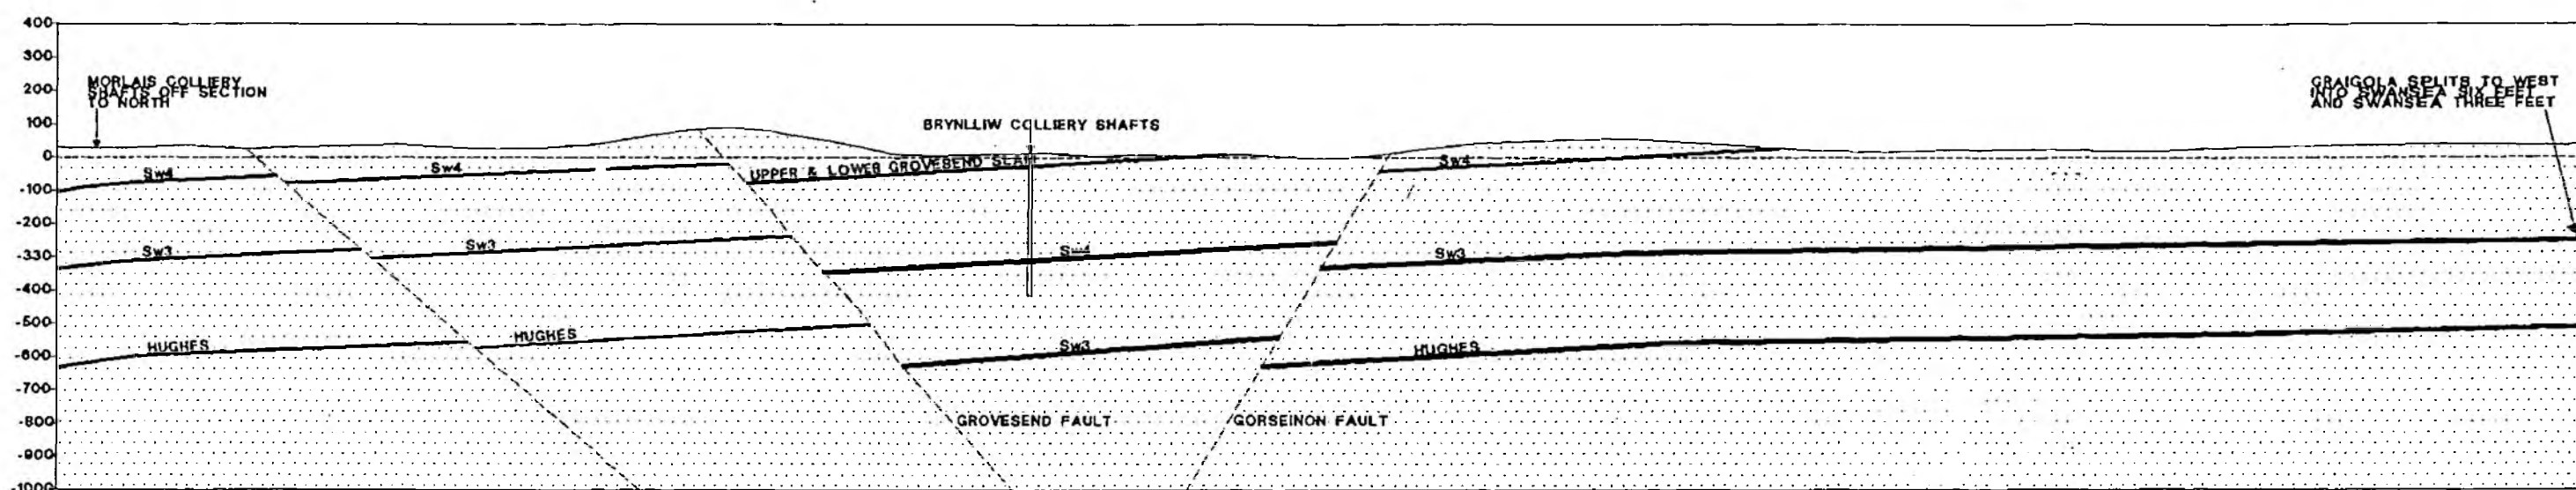 400
300
200
100
0
-100
-200
-330
-400
-500
-600
-700
-800
-900
-1000
MORLAIS COLLIERY
SHAFTS OFF SECTION
TO NORTH
BRYNLLIW COLLIERY SHAFTS
GRAIGOLA SPLITS TO WEST
INTO SWANSEA SIX FEET
AND SWANSEA THREE FEET
Sw4
Sw4
UPPER & LOWER GROVESEND
Sw4
Sw3
Sw3
Sw4
Sw3
HUGHES
HUGHES
Sw3
HUGHES
GROVESEND FAULT
GORSEINON FAULT